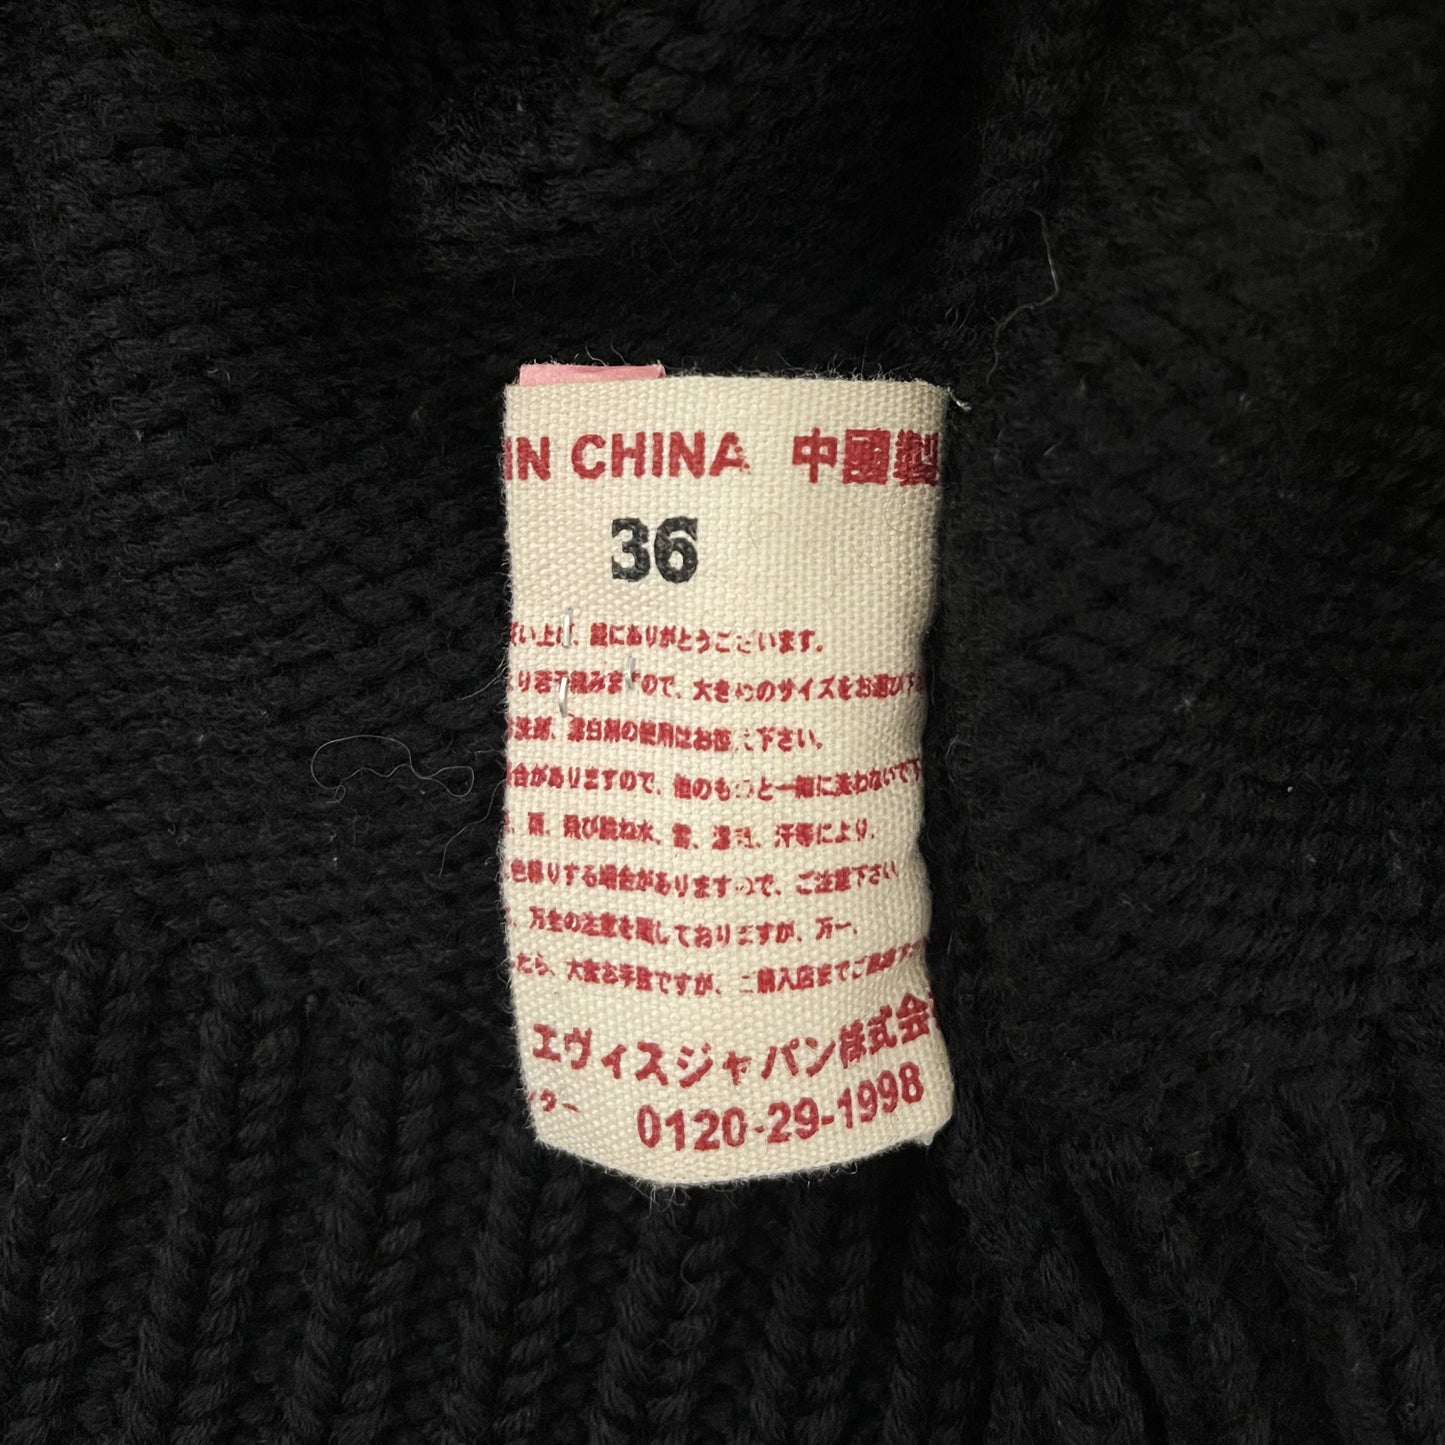 IN CHINA 中國製
36
い上げ、誠にありがとうございます。
り若干縮みますので、大きめのサイズをお選び下
洗剤、漂白剤の使用はお控え下さい。
合がありますので、他のものと一緒に洗わないで下
、雨、飛び跳ね水、雪、湿気、汗等により、
色移りする場合がありますので、ご注意下さい
、万全の注意を配しておりますが、万一、
たら、大変お手数ですが、ご購入店までご
エヴィスジャパン株式会
ター 0120-29-1998